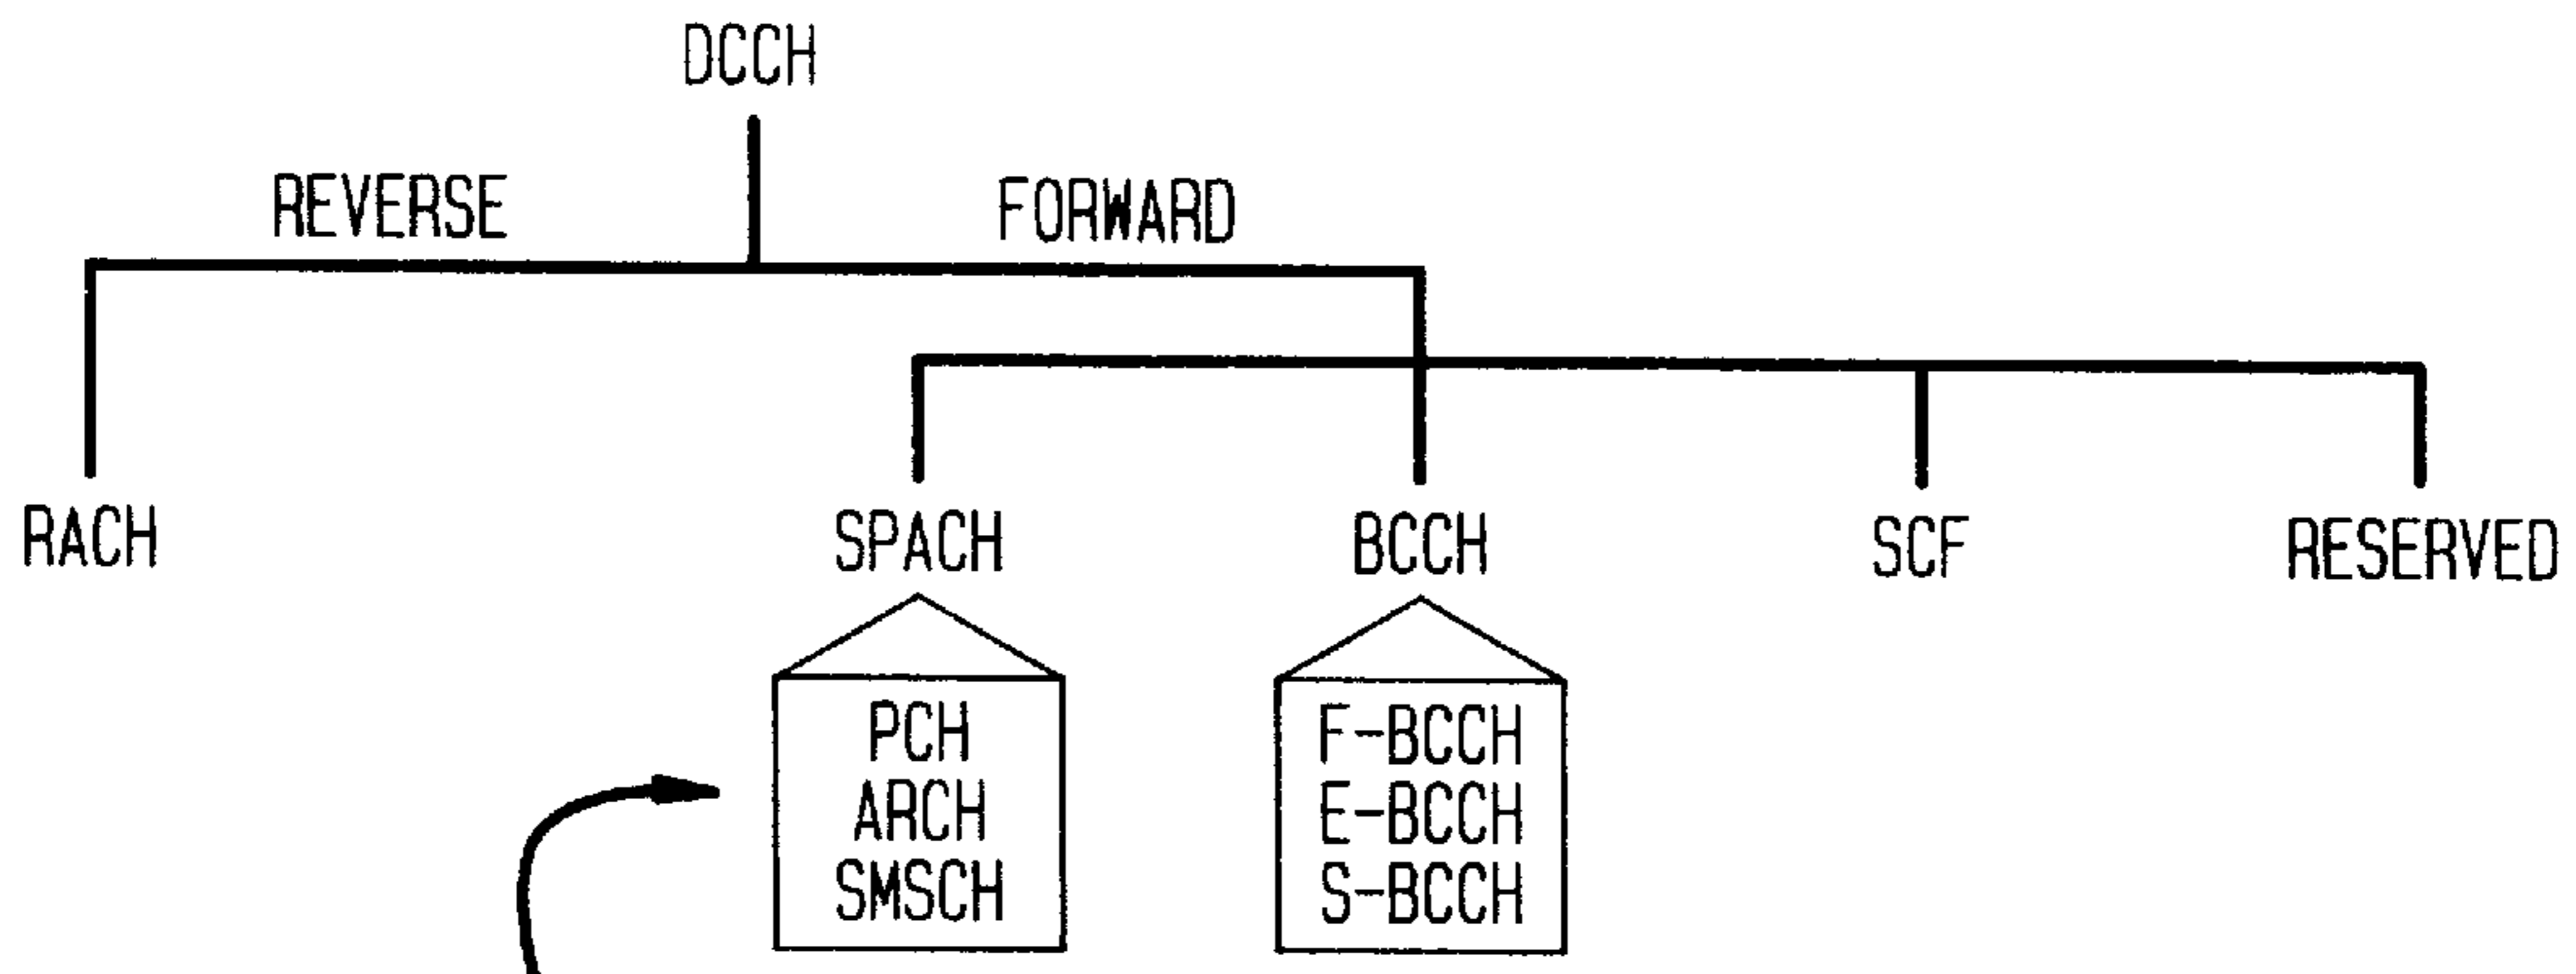 DCCH
REVERSE
FORWARD
RACH
SPACH
BCCH
SCF
RESERVED
PCH
ARCH
SMSCH
F-BCCH
E-BCCH
S-BCCH